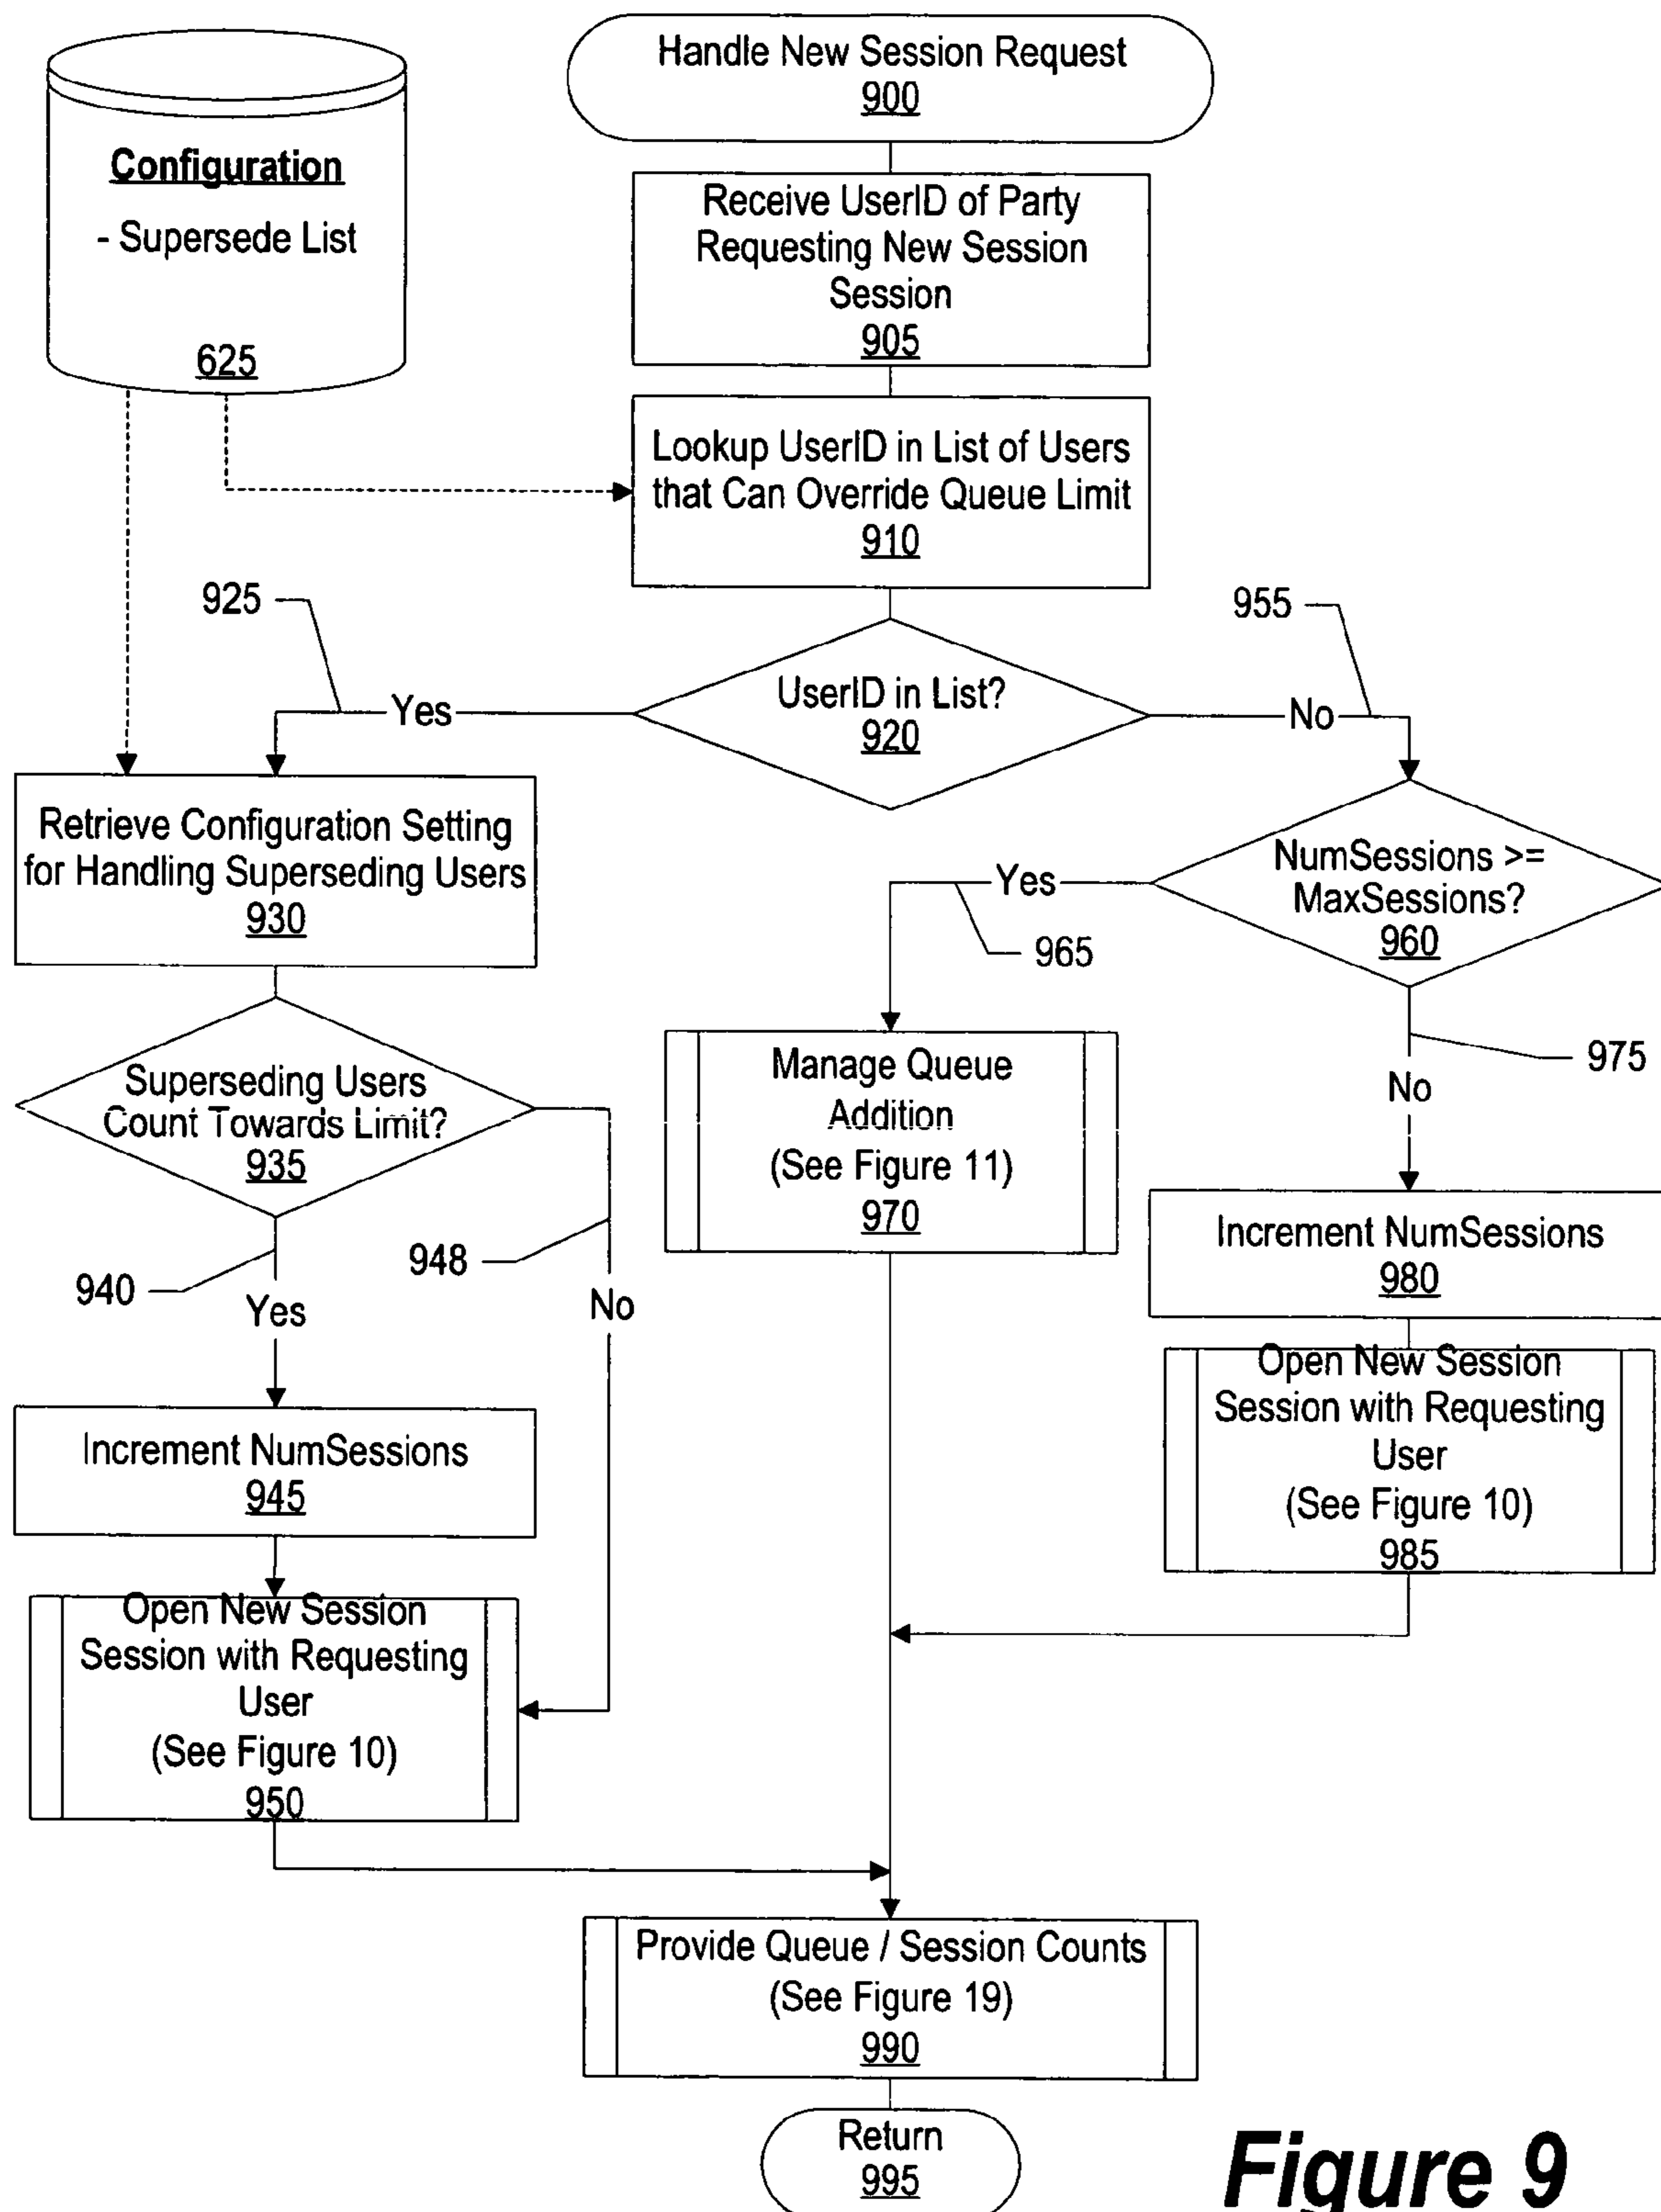 Handle New Session Request
900
Configuration
- Supersede List
625
Receive UserID of Party
Requesting New Session
Session
905
Lookup UserID in List of Users
that Can Override Queue Limit
910
925
955
UserID in List?
920
Yes
No
Retrieve Configuration Setting
for Handling Superseding Users
930
NumSessions >=
MaxSessions?
960
Yes
965
975
No
Superseding Users
Count Towards Limit?
935
Manage Queue
Addition
(See Figure 11)
970
940
Yes
948
No
Increment NumSessions
980
Open New Session
Session with Requesting
User
(See Figure 10)
985
Increment NumSessions
945
Open New Session
Session with Requesting
User
(See Figure 10)
950
Provide Queue / Session Counts
(See Figure 19)
990
Return
995
Figure 9